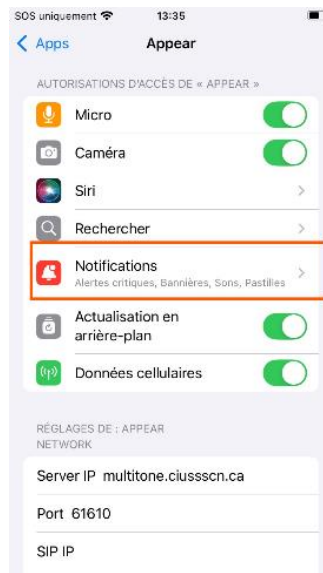 SOS uniquement 13:35
Apps Appear
AUTORISATIONS D'ACCÈS DE « APPEAR »
Micro
Caméra
Siri
Rechercher
Notifications
Alertes critiques, Bannières, Sons, Pastilles
Actualisation en
arrière-plan
Données cellulaires
RÉGLAGES DE : APPEAR
NETWORK
Server IP multitone.ciussscn.ca
Port 61610
SIP IP